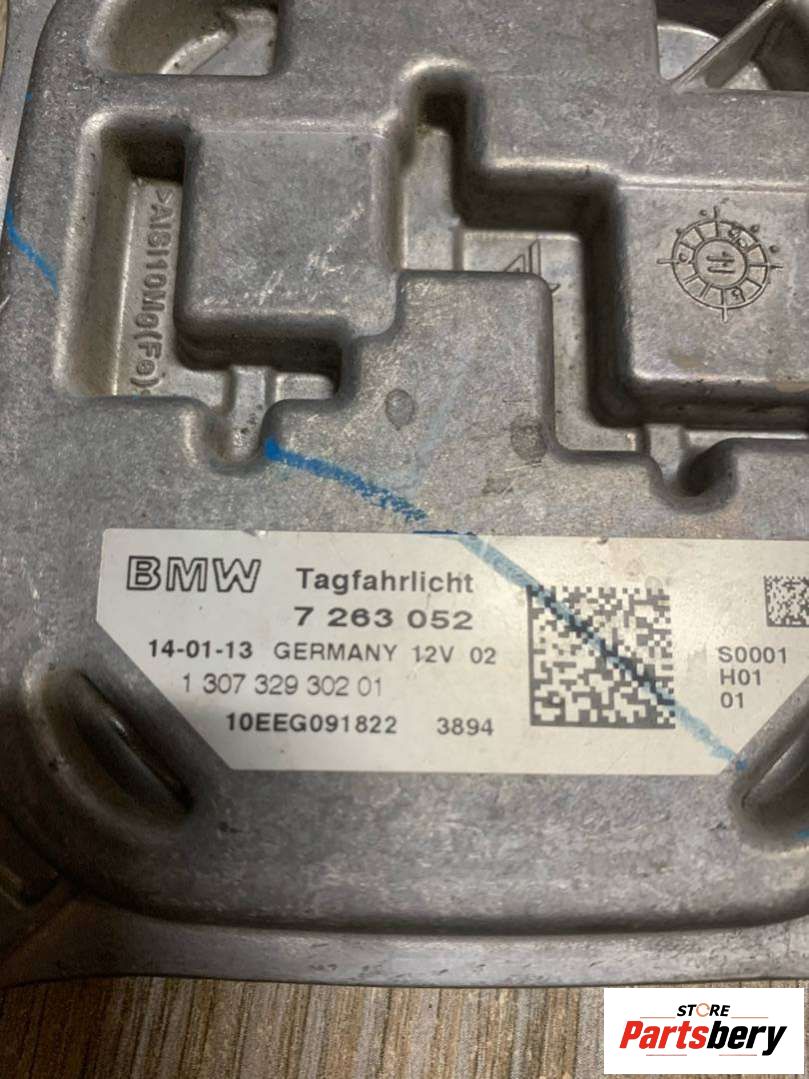 >AlSi10Mg(Fe)<
11
BMW Tagfahrlicht
7 263 052
14-01-13 GERMANY 12V 02
1 307 329 302 01
10EEG091822 3894
S0001
H01
01
STORE
Partsbery